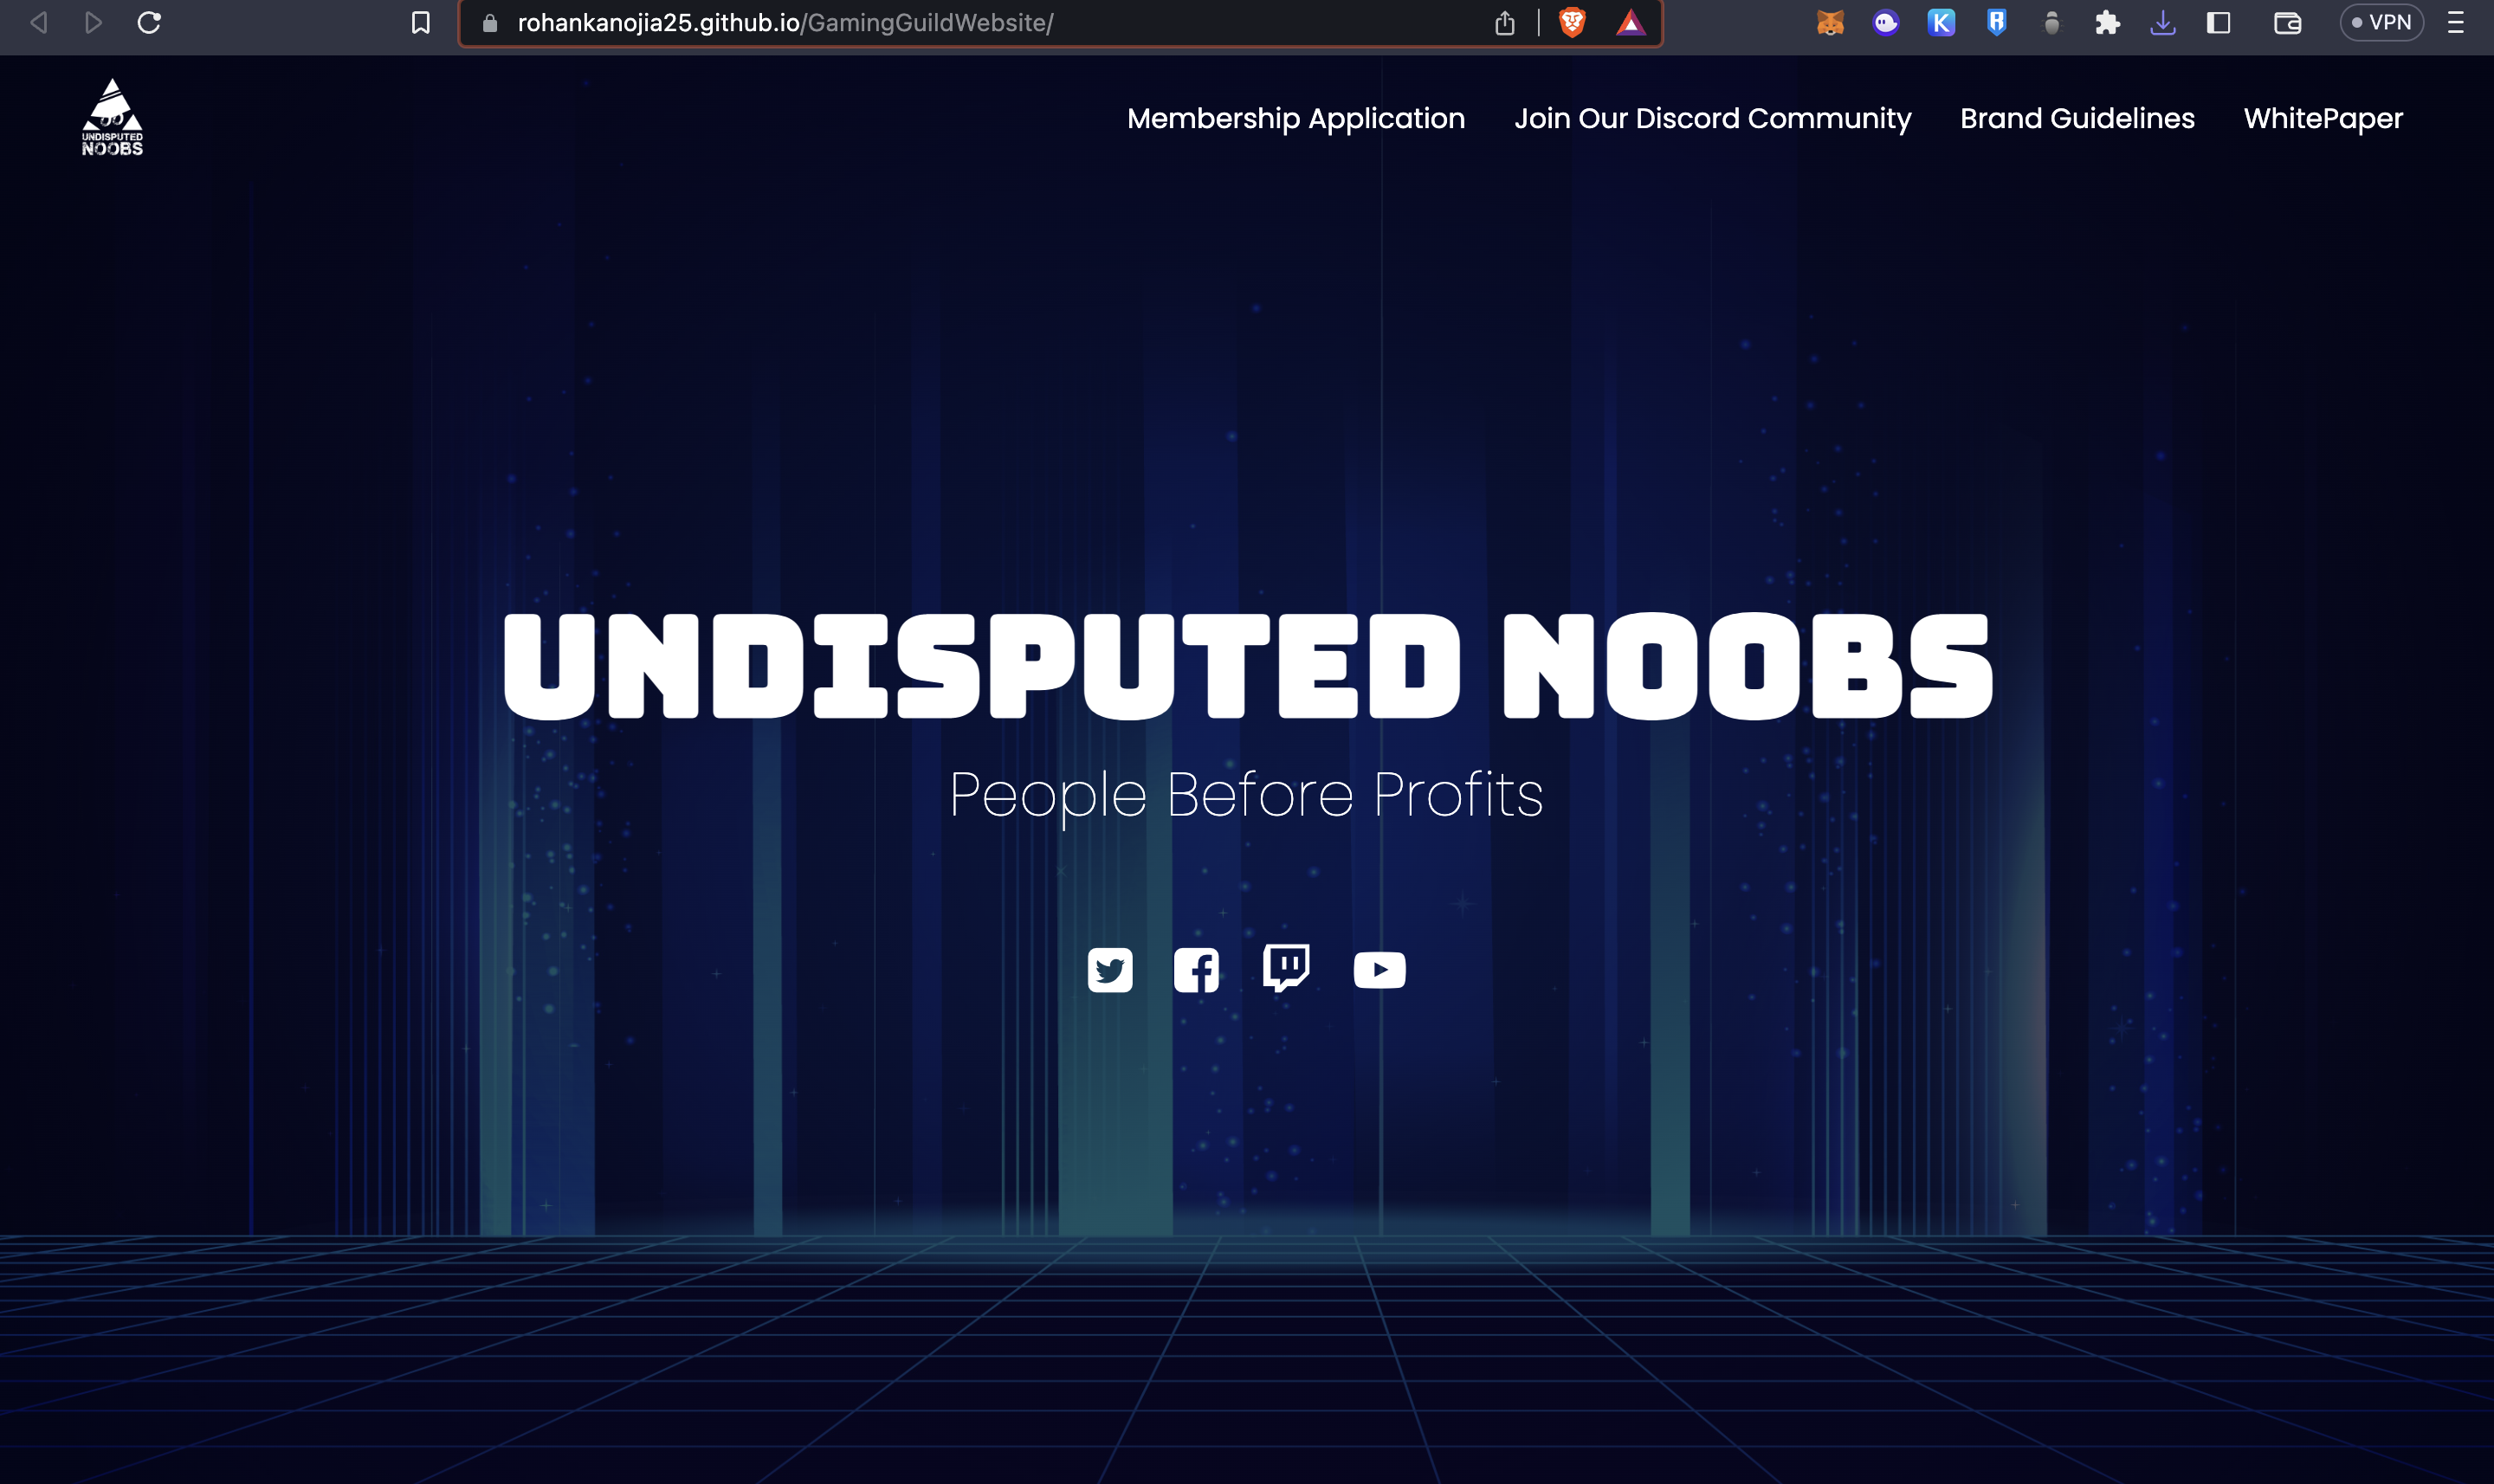 rohankanojia25.github.io/GamingGuildWebsite/
VPN
UNDISPUTED
NOOBS
Membership Application
Join Our Discord Community
Brand Guidelines
WhitePaper
UNDISPUTED NOOBS
People Before Profits